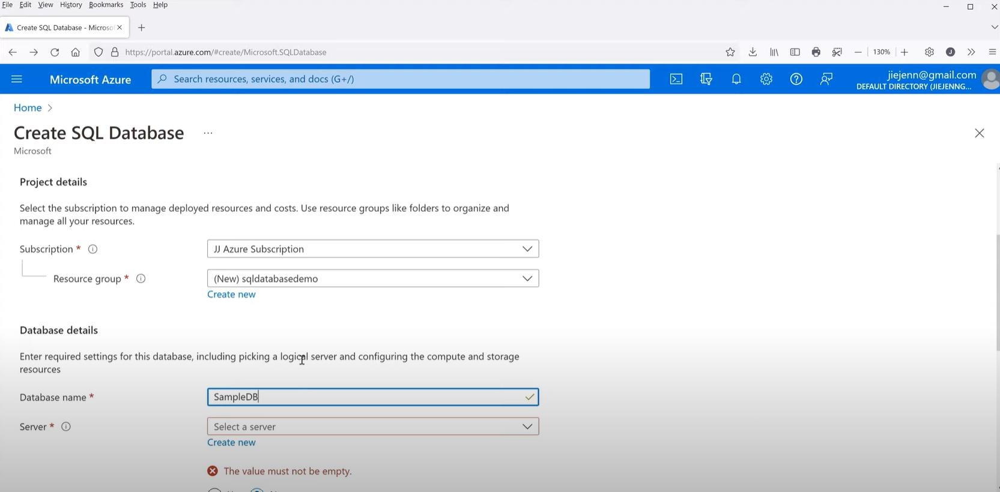 File Edit View History Bookmarks Tools Help
Create SQL Database - Microso
https://portal.azure.com/#create/Microsoft.SQLDatabase
130%
J
Microsoft Azure
Search resources, services, and docs (G+/)
jiejenn@gmail.com
DEFAULT DIRECTORY (JIEJENNG...
Home
Create SQL Database ...
Microsoft
Project details
Select the subscription to manage deployed resources and costs. Use resource groups like folders to organize and
manage all your resources.
Subscription *
JJ Azure Subscription
Resource group *
(New) sqldatabasedemo
Create new
Database details
Enter required settings for this database, including picking a logical server and configuring the compute and storage
resources
Database name *
SampleDB
Server *
Select a server
Create new
The value must not be empty.